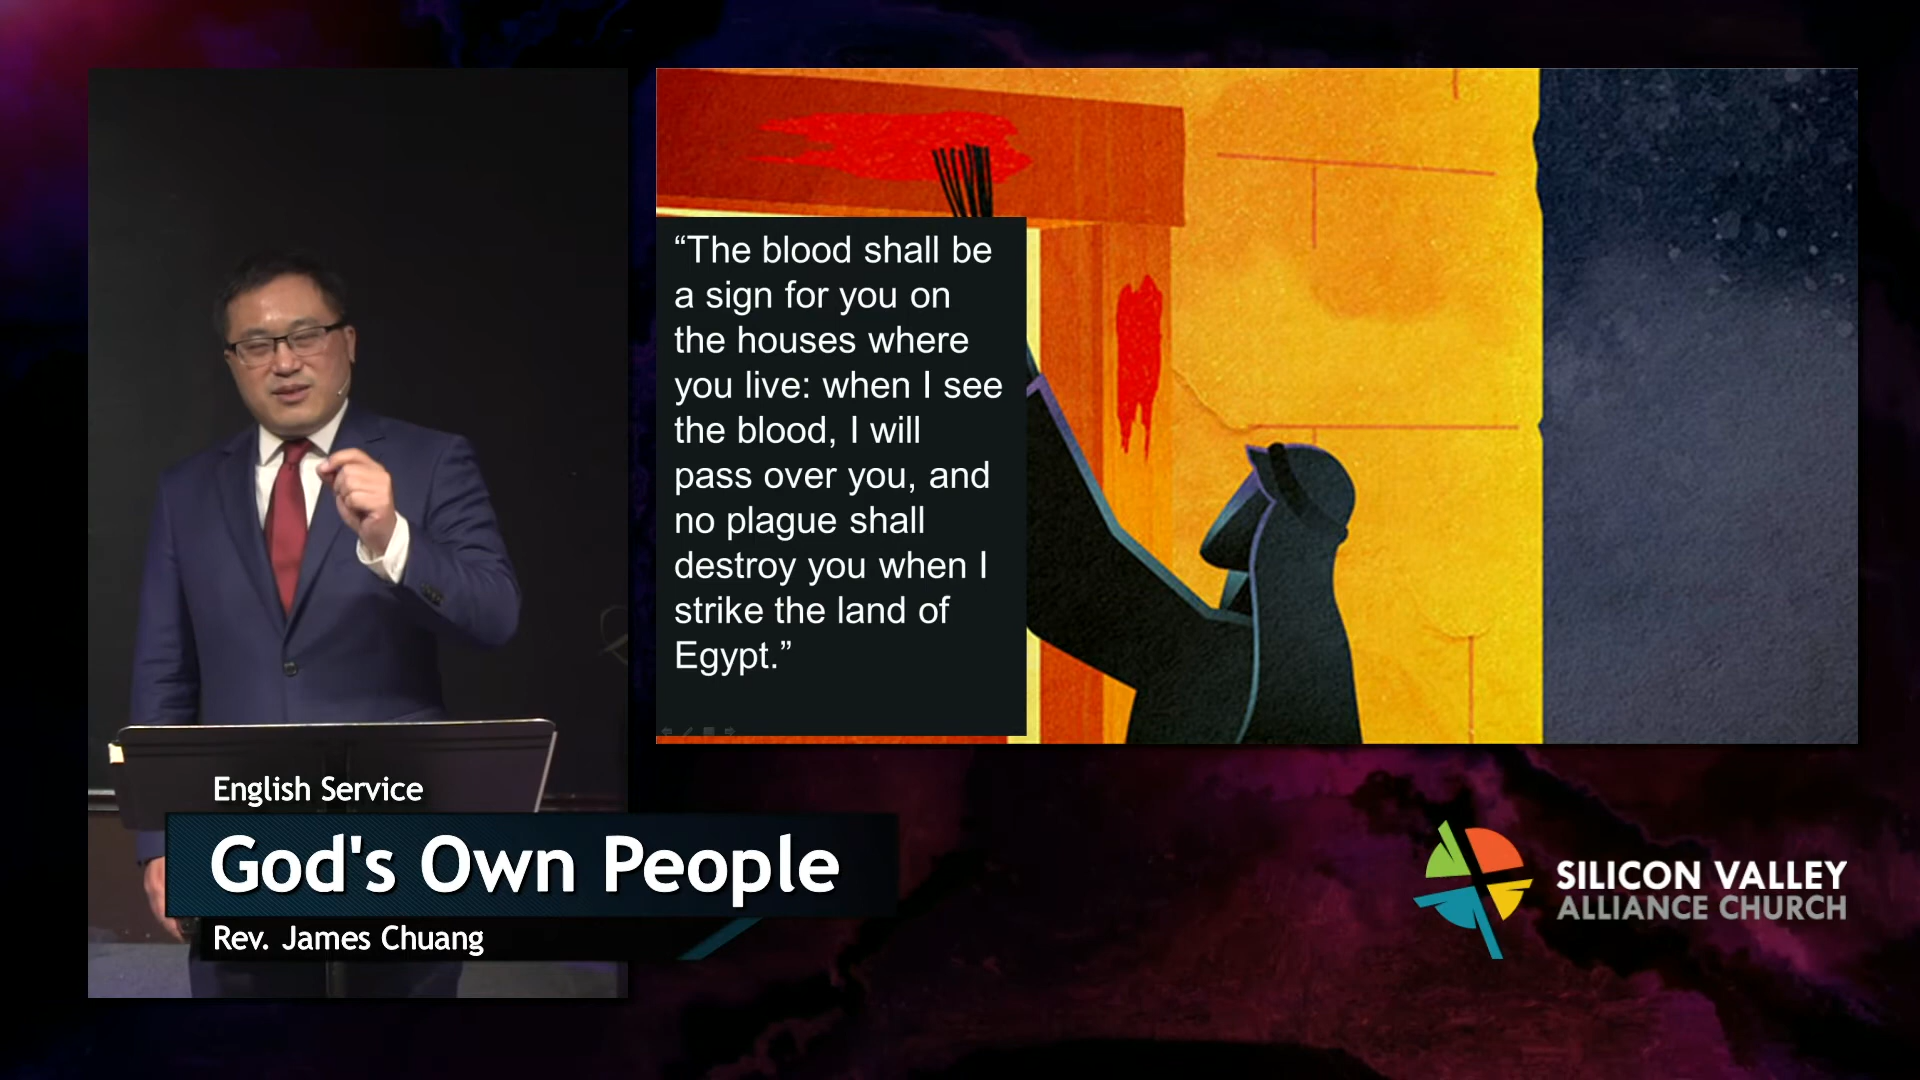 “The blood shall be
a sign for you on
the houses where
you live: when I see
the blood, I will
pass over you, and
no plague shall
destroy you when I
strike the land of
Egypt.”
English Service
God's Own People
Rev. James Chuang
SILICON VALLEY
ALLIANCE CHURCH